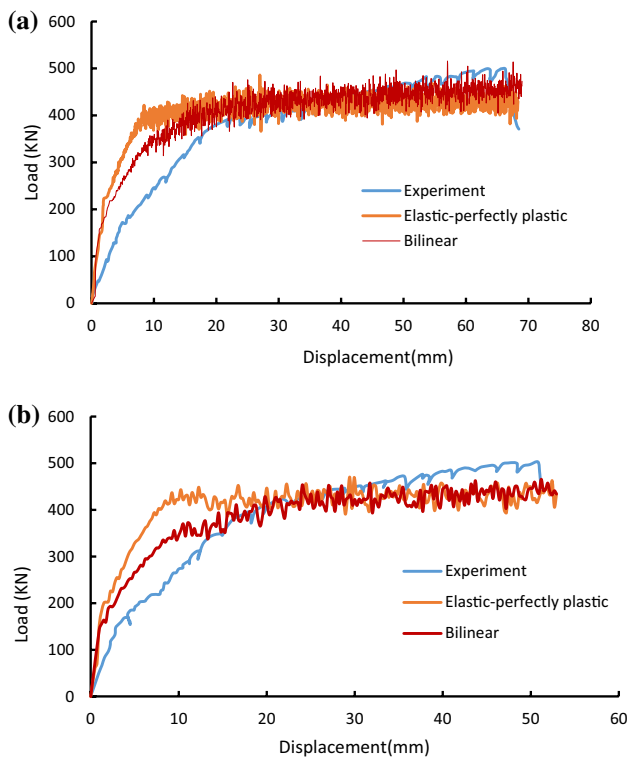 (a)
600
500
400
300
200
100
0
Load (KN)
Experiment
Elastic-perfectly plastic
Bilinear
0 10 20 30 40 50 60 70 80
Displacement(mm)
(b)
600
500
400
300
200
100
0
Load (KN)
Experiment
Elastic-perfectly plastic
Bilinear
0 10 20 30 40 50 60
Displacement(mm)